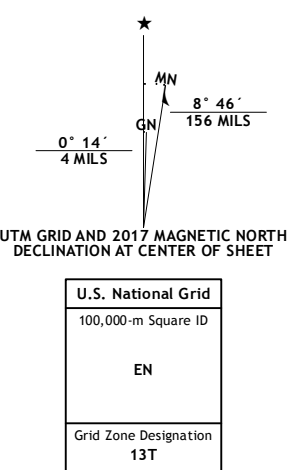 ★
MN
8° 46´
156 MILS
GN
0° 14´
4 MILS
UTM GRID AND 2017 MAGNETIC NORTH
DECLINATION AT CENTER OF SHEET
U.S. National Grid
100,000-m Square ID
EN
Grid Zone Designation
13T